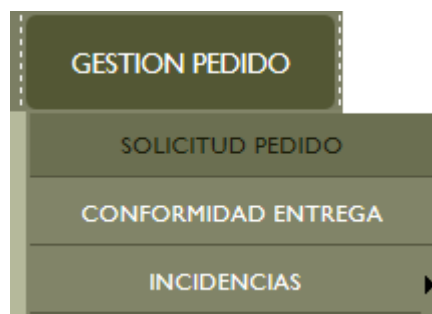 GESTION PEDIDO
SOLICITUD PEDIDO
CONFORMIDAD ENTREGA
INCIDENCIAS